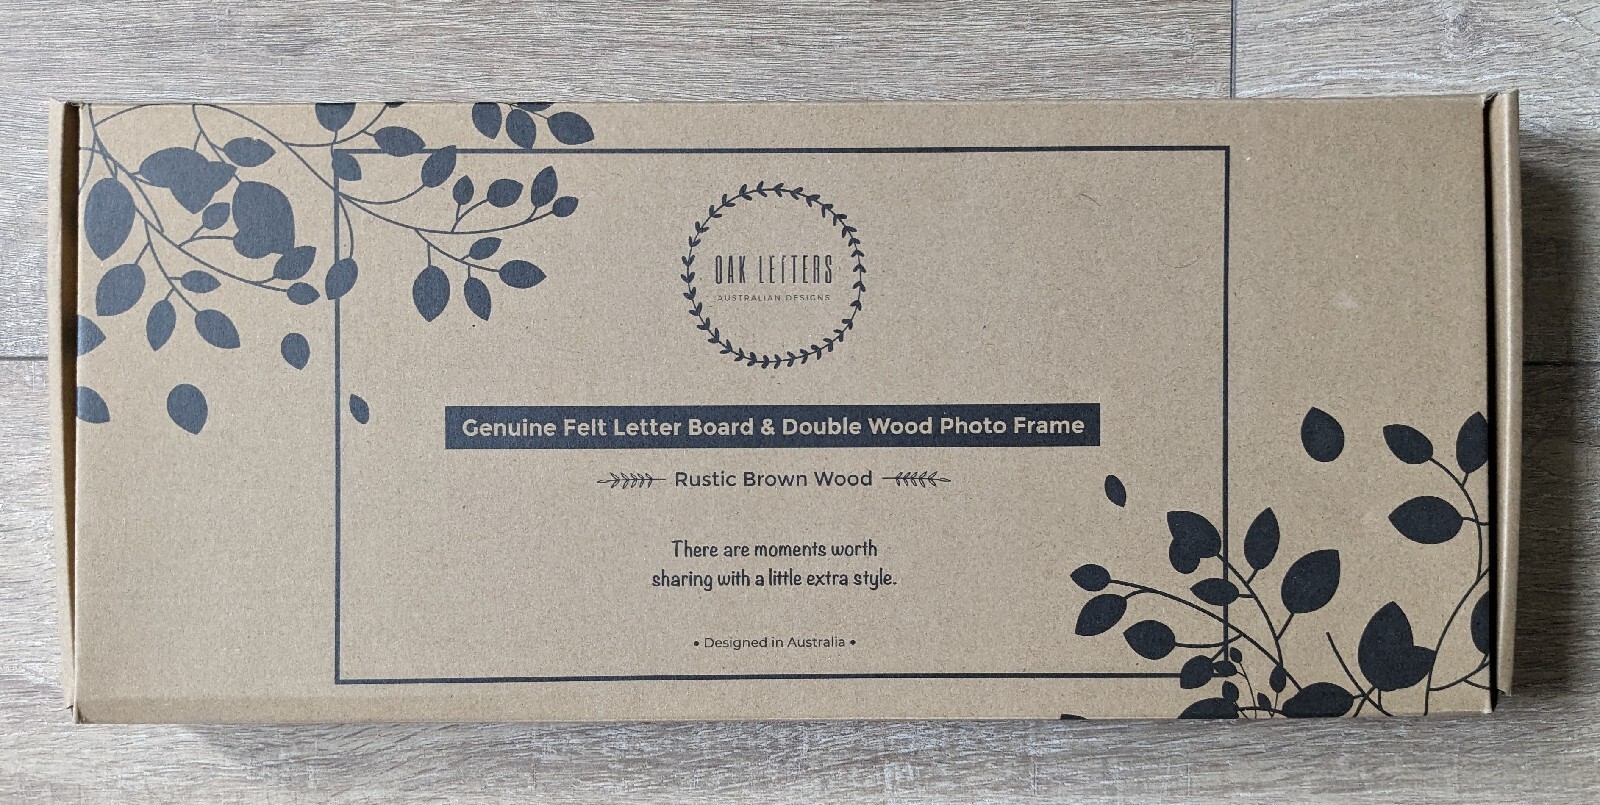 OAK LETTERS
AUSTRALIAN DESIGNS
Genuine Felt Letter Board & Double Wood Photo Frame
Rustic Brown Wood
There are moments worth
sharing with a little extra style.
• Designed in Australia •